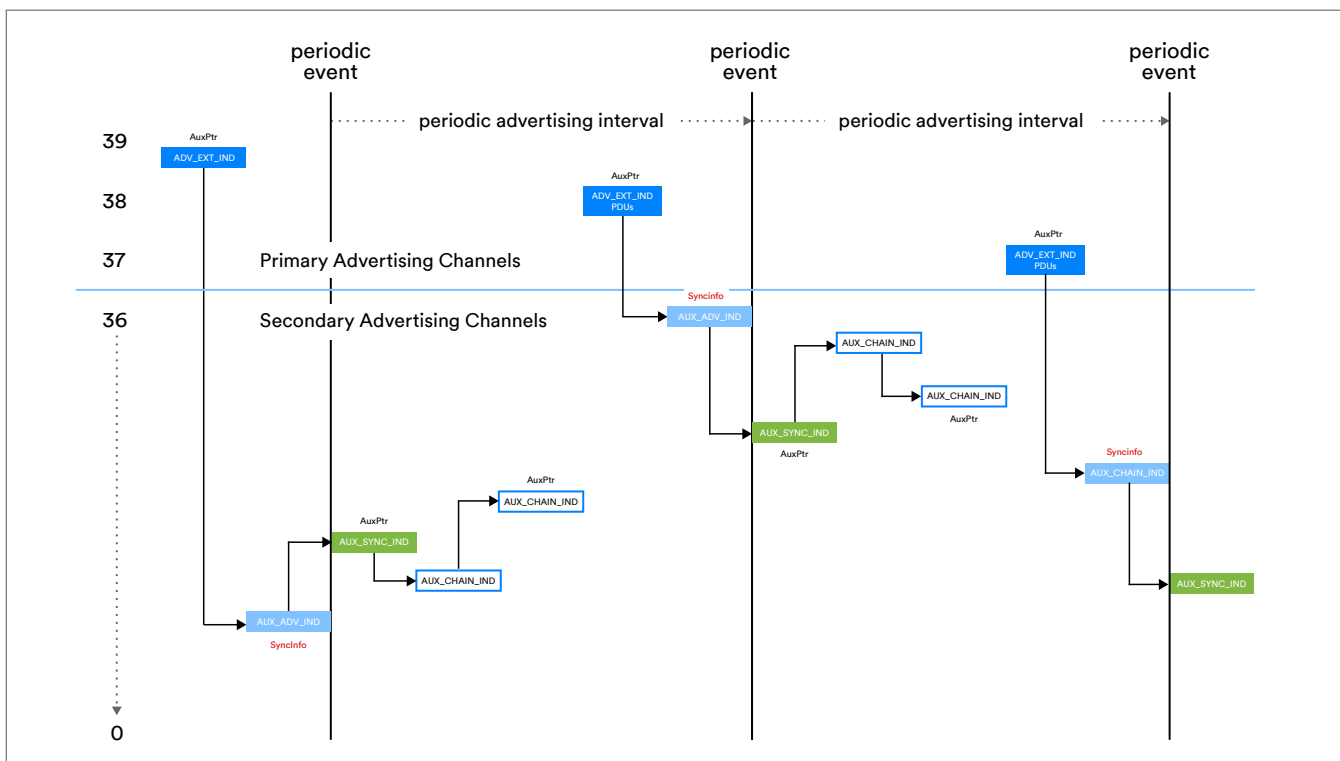 periodic
event
periodic
event
periodic
event
periodic advertising interval
periodic advertising interval
39
AuxPtr
ADV_EXT_IND
38
AuxPtr
ADV_EXT_IND
PDUs
37
Primary Advertising Channels
AuxPtr
ADV_EXT_IND
PDUs
36
Secondary Advertising Channels
Syncinfo
AUX_ADV_IND
AUX_CHAIN_IND
AUX_CHAIN_IND
AuxPtr
AUX_SYNC_IND
AuxPtr
Syncinfo
AUX_CHAIN_IND
AuxPtr
AUX_CHAIN_IND
AuxPtr
AUX_SYNC_IND
AUX_CHAIN_IND
AUX_SYNC_IND
AUX_ADV_IND
SyncInfo
0